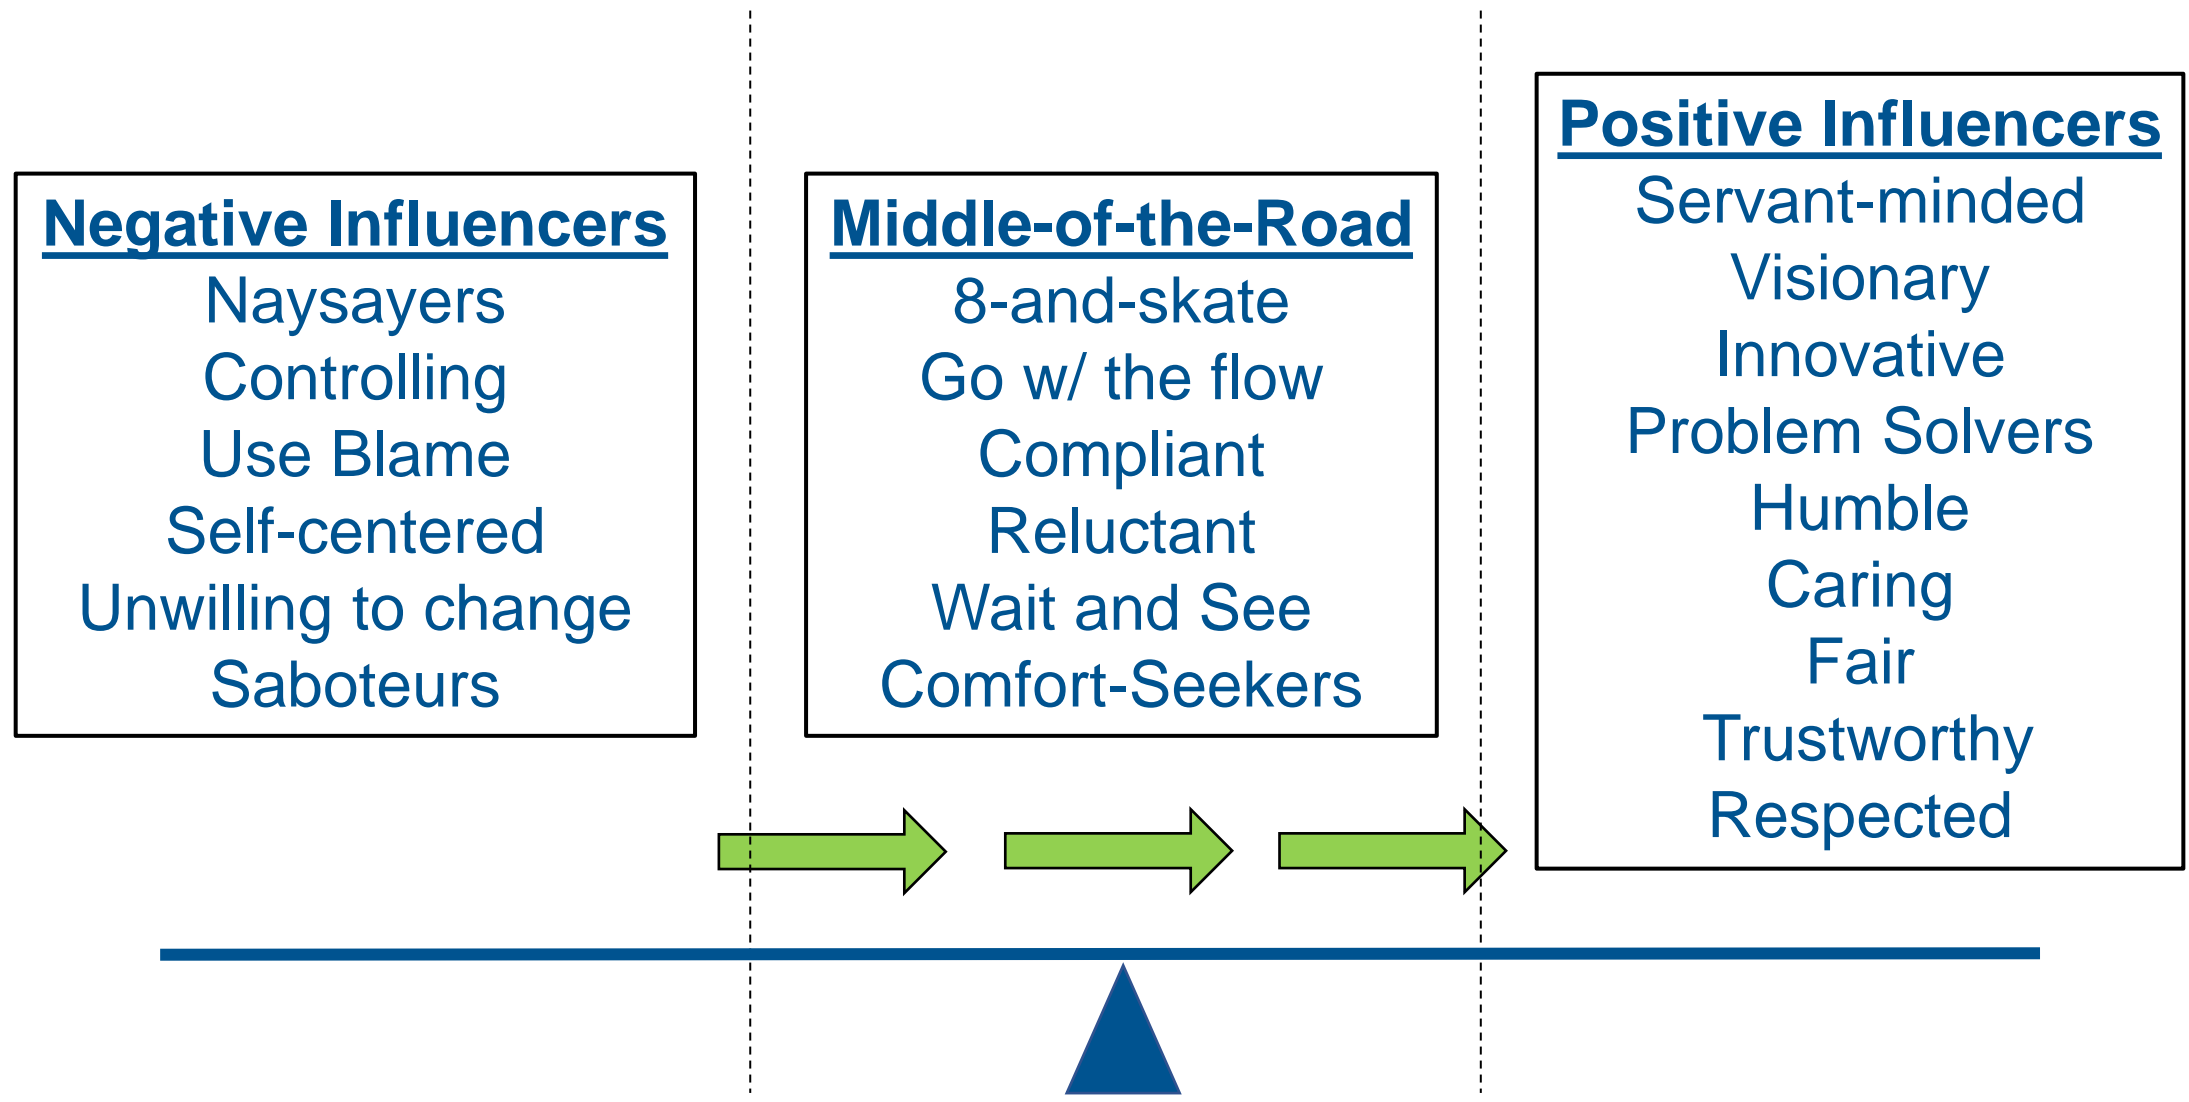 Negative Influencers
Naysayers
Controlling
Use Blame
Self-centered
Unwilling to change
Saboteurs
Middle-of-the-Road
8-and-skate
Go w/ the flow
Compliant
Reluctant
Wait and See
Comfort-Seekers
Positive Influencers
Servant-minded
Visionary
Innovative
Problem Solvers
Humble
Caring
Fair
Trustworthy
Respected